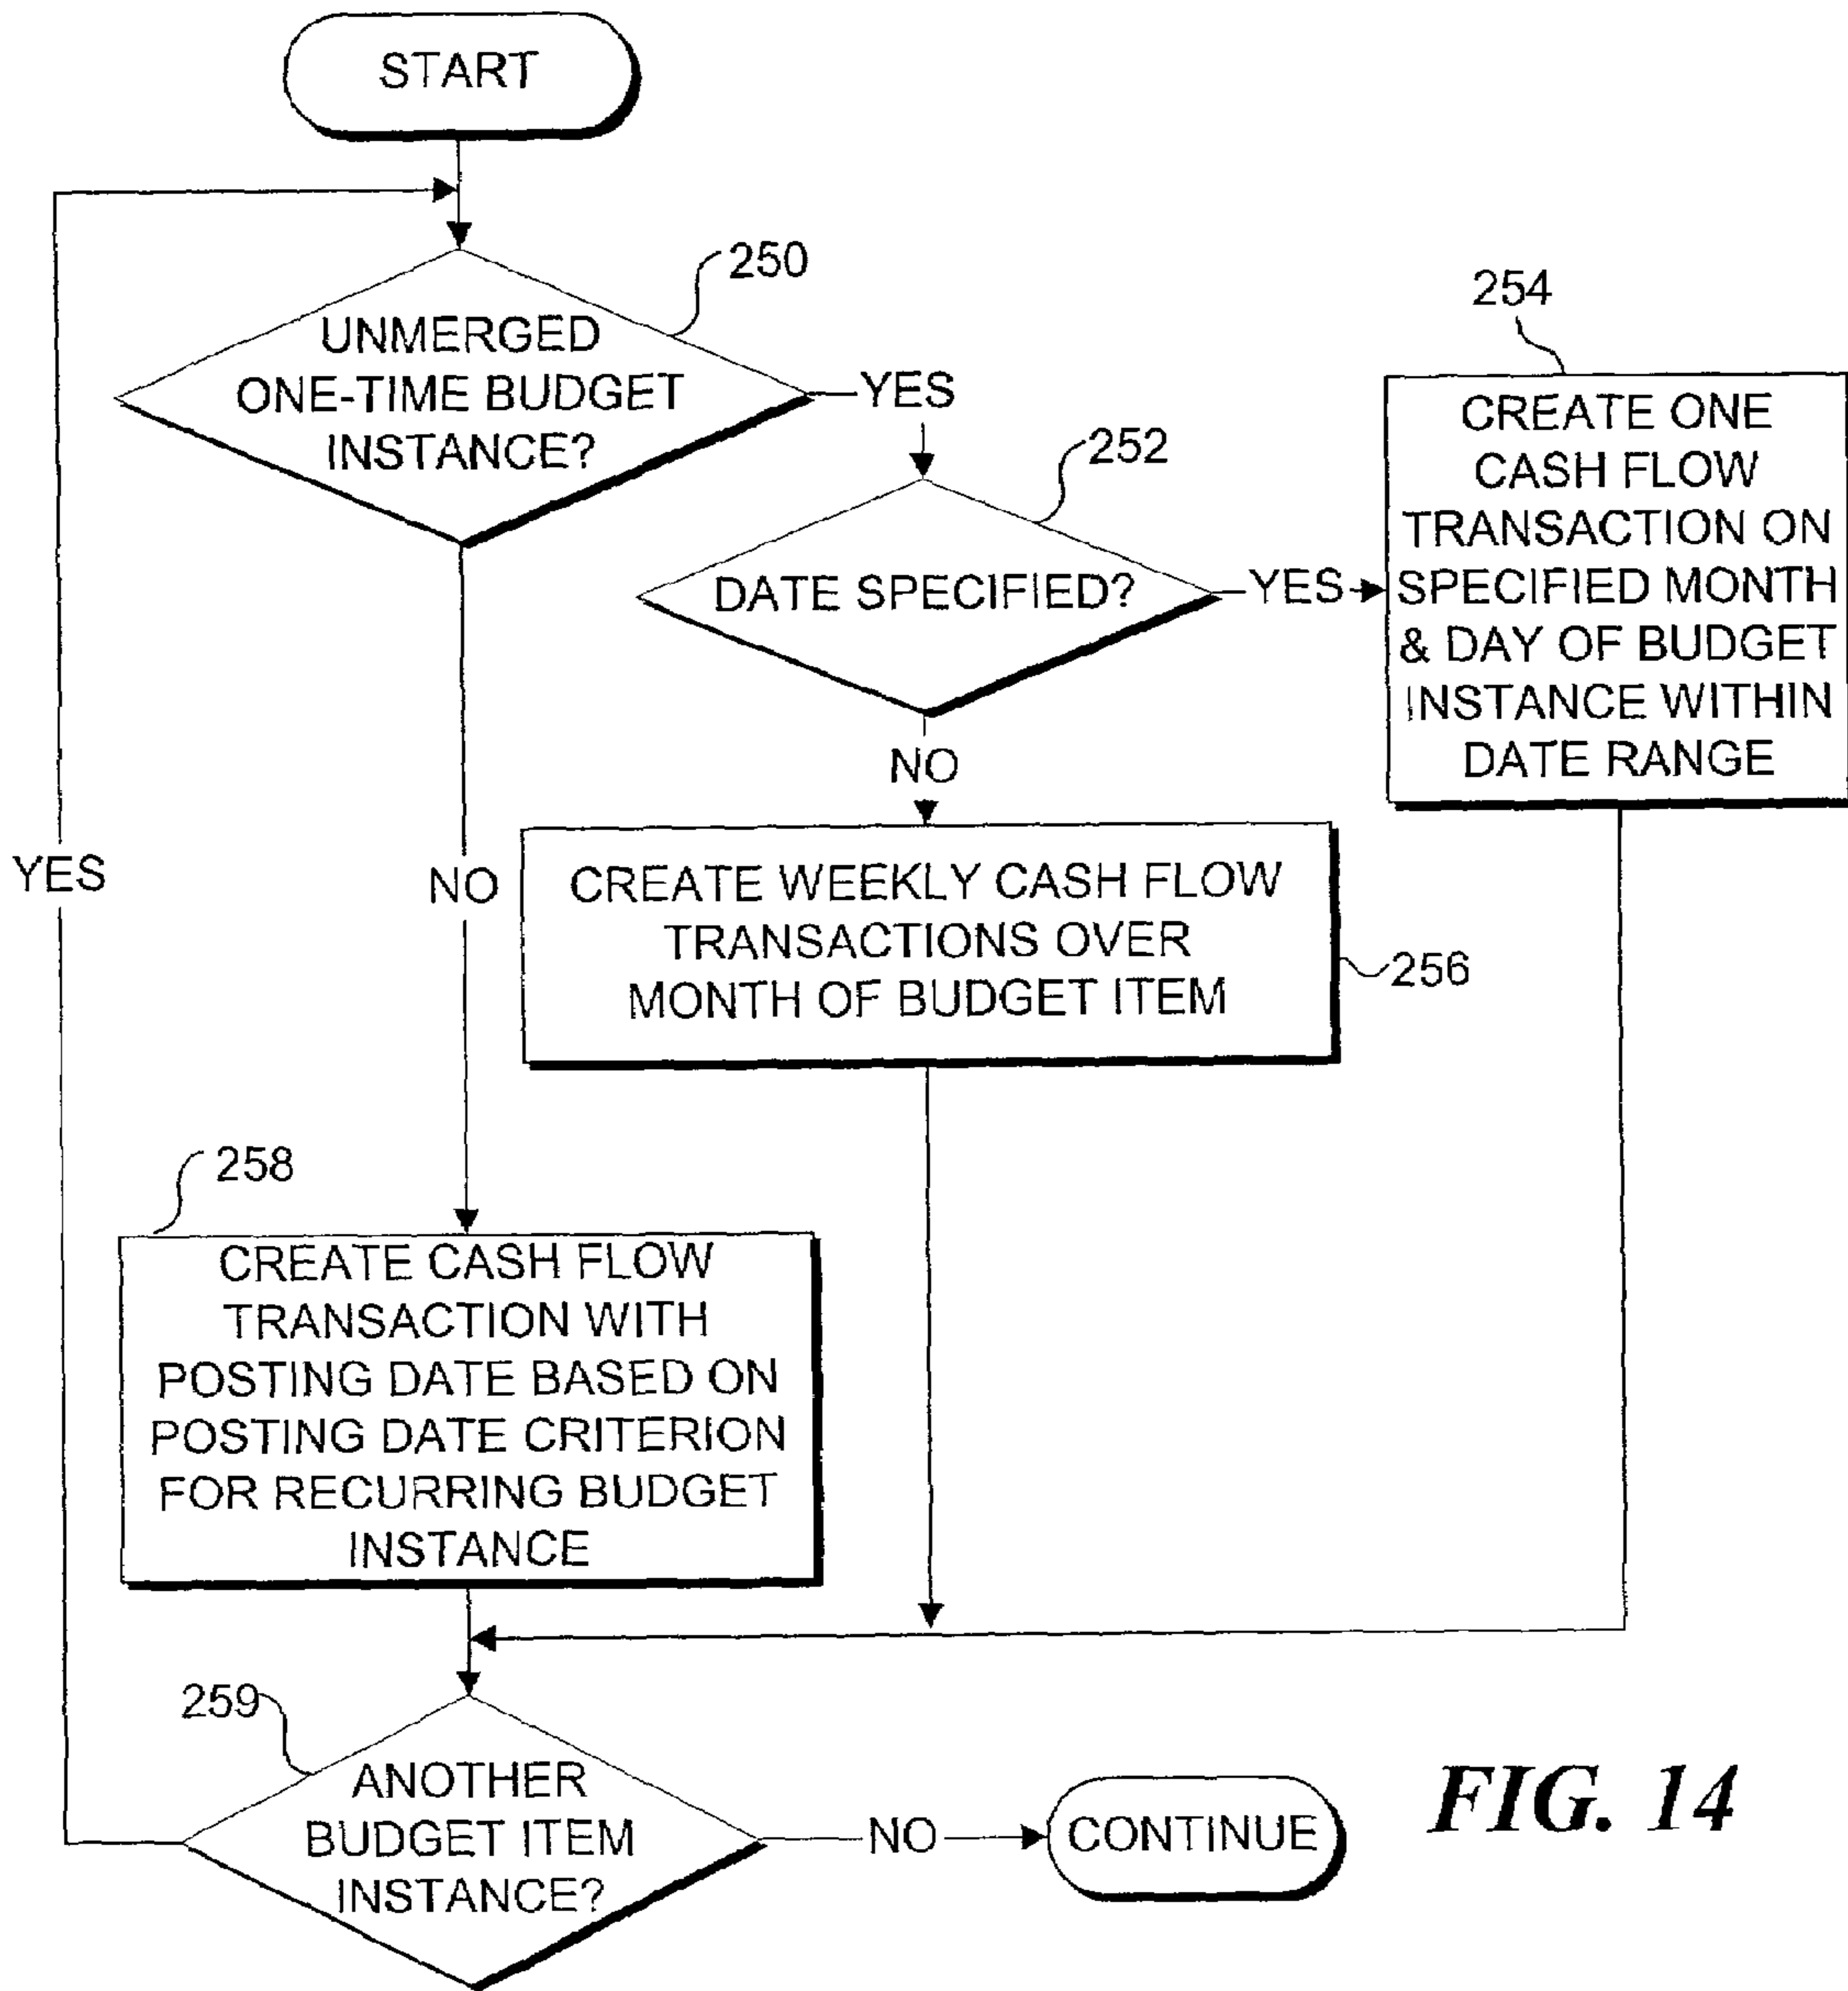 START
250
UNMERGED
ONE-TIME BUDGET
INSTANCE?
YES
252
DATE SPECIFIED?
YES
254
CREATE ONE
CASH FLOW
TRANSACTION ON
SPECIFIED MONTH
& DAY OF BUDGET
INSTANCE WITHIN
DATE RANGE
NO
YES
NO
CREATE WEEKLY CASH FLOW
TRANSACTIONS OVER
MONTH OF BUDGET ITEM
256
258
CREATE CASH FLOW
TRANSACTION WITH
POSTING DATE BASED ON
POSTING DATE CRITERION
FOR RECURRING BUDGET
INSTANCE
259
ANOTHER
BUDGET ITEM
INSTANCE?
NO
CONTINUE
FIG. 14